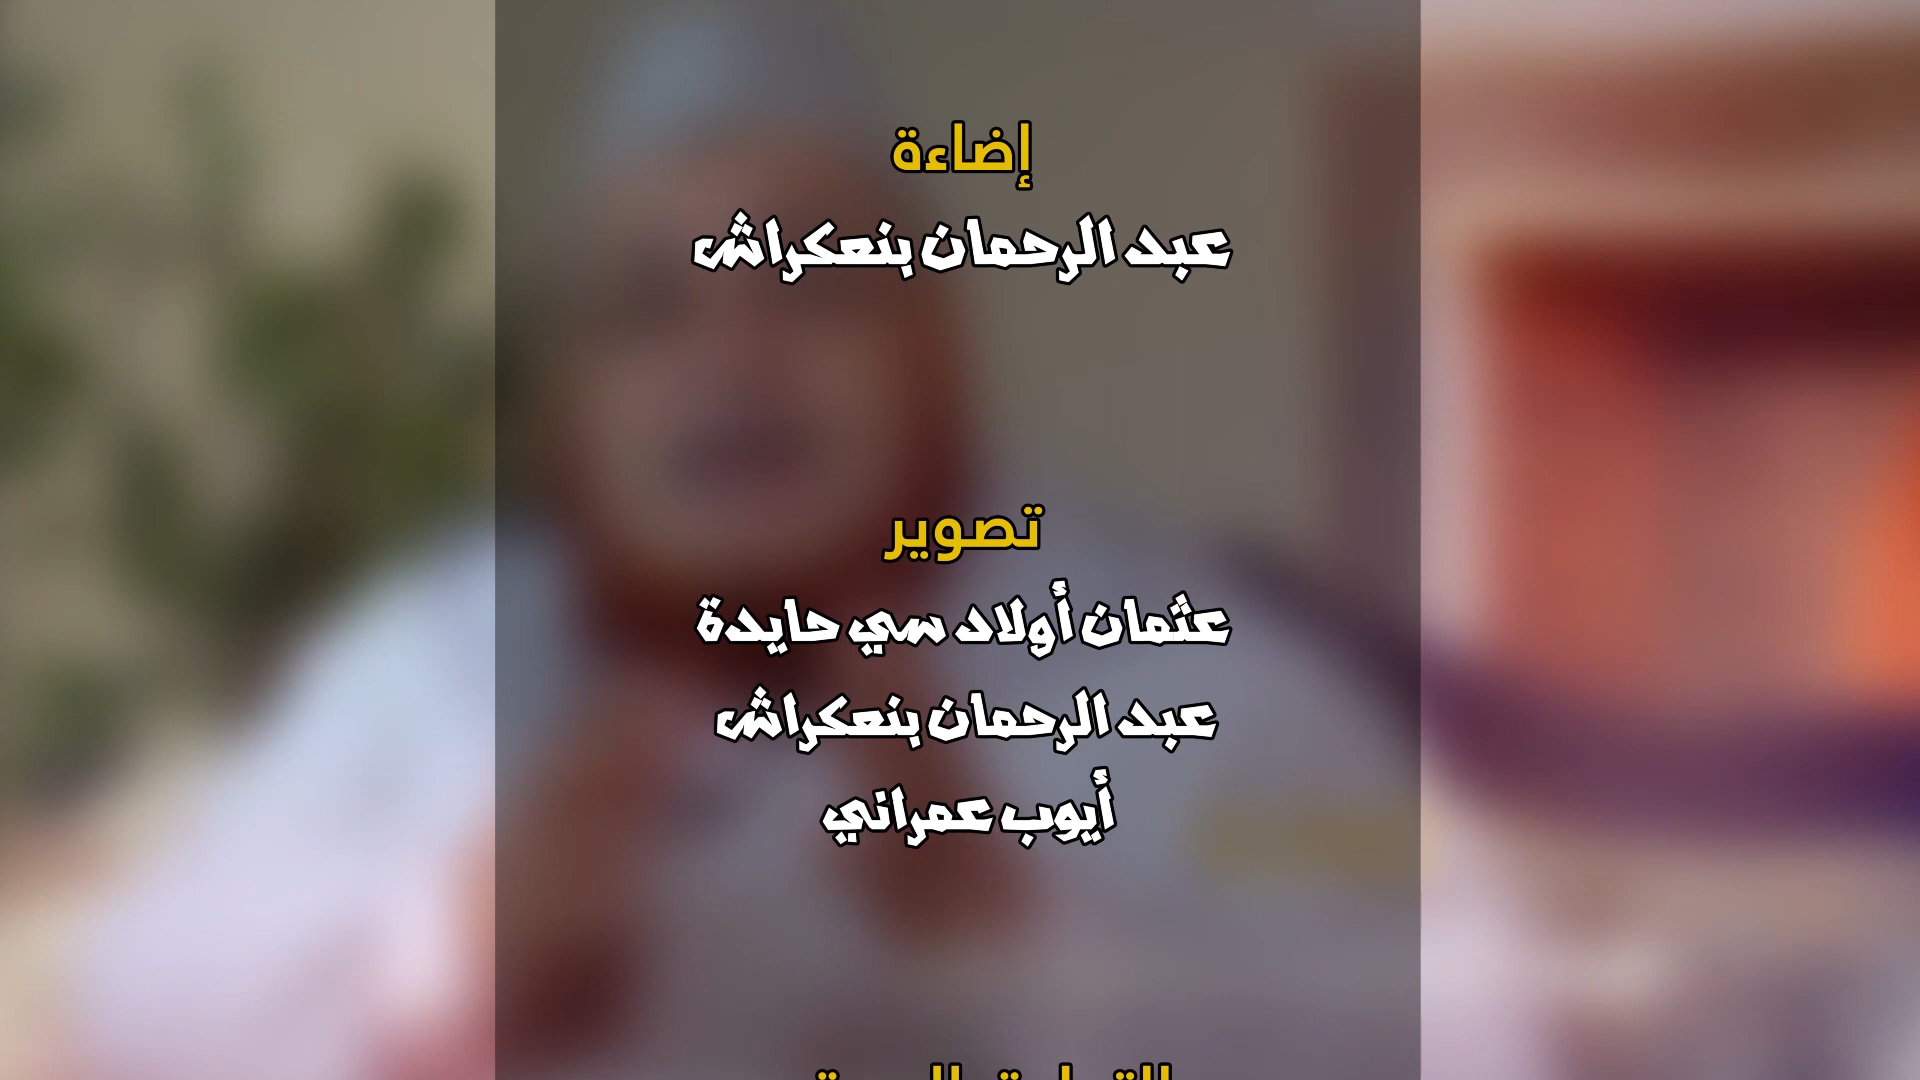 إضاءة
عبد الرحمان بنعكراش
تصوير
عثمان أولاد سي حايدة
عبد الرحمان بنعكراش
أيوب عمراني